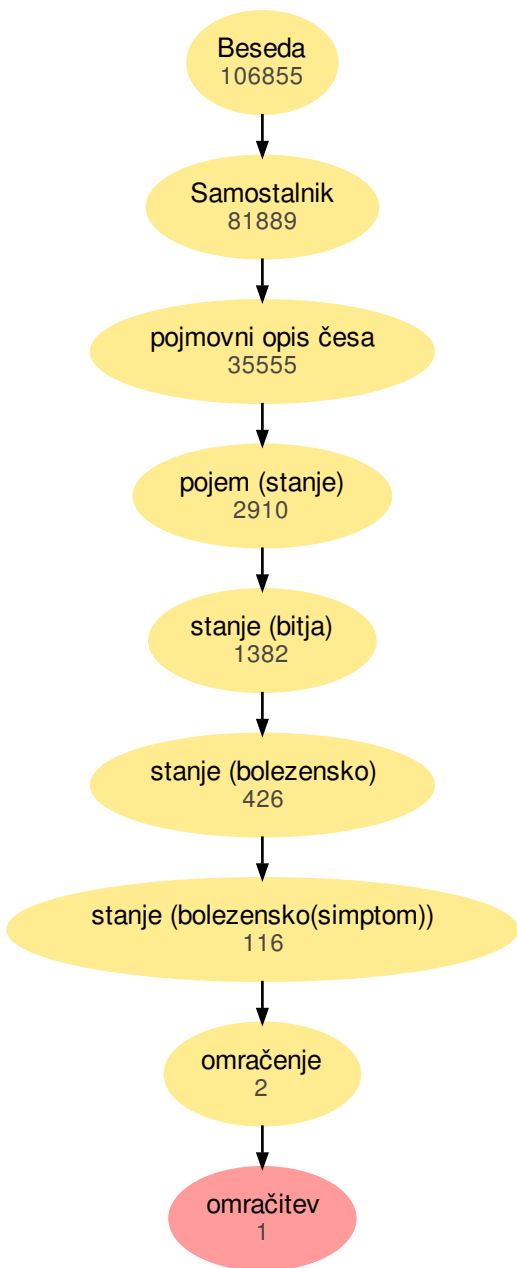 Beseda
106855
Samostalnik
81889
pojmovni opis česa
35555
pojem (stanje)
2910
stanje (bitja)
1382
stanje (bolezensko)
426
stanje (bolezensko(simptom))
116
omračenje
2
omračitev
1